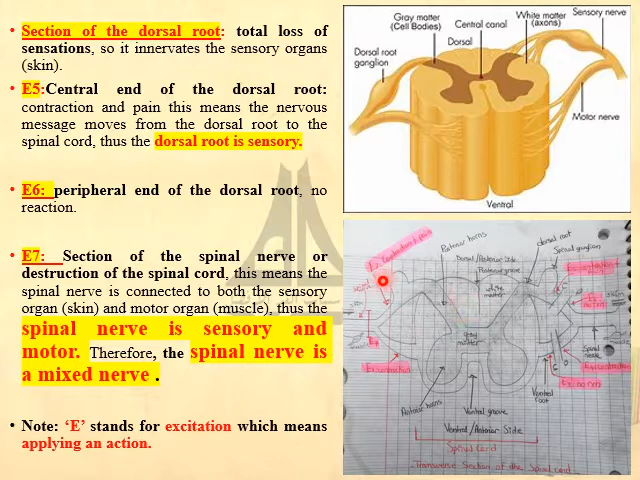 • Section of the dorsal root: total loss of
sensations, so it innervates the sensory organs
(skin).
• E5:Central end of the dorsal root:
contraction and pain this means the nervous
message moves from the dorsal root to the
spinal cord, thus the dorsal root is sensory.
• E6: peripheral end of the dorsal root, no
reaction.
• E7: Section of the spinal nerve or
destruction of the spinal cord, this means the
spinal nerve is connected to both the sensory
organ (skin) and motor organ (muscle), thus the
spinal nerve is sensory and
motor. Therefore, the spinal nerve is
a mixed nerve .
• Note: ‘E’ stands for excitation which means
applying an action.
Gray matter
(Cell Bodies)
Central canal
White matter
(axons)
Sensory nerve
Dorsal
Dorsal root
ganglion
Motor nerve
Ventral
Posterior horns
Dorsal/Posterior Side
Posterior groove
dorsal root
Spinal ganglion
white
matter
gray
matter
Spinal
nerve
Ventral
root
Ventral groove
Ventral/Anterior Side
Spinal Cord
Transverse Section of the Spinal cord